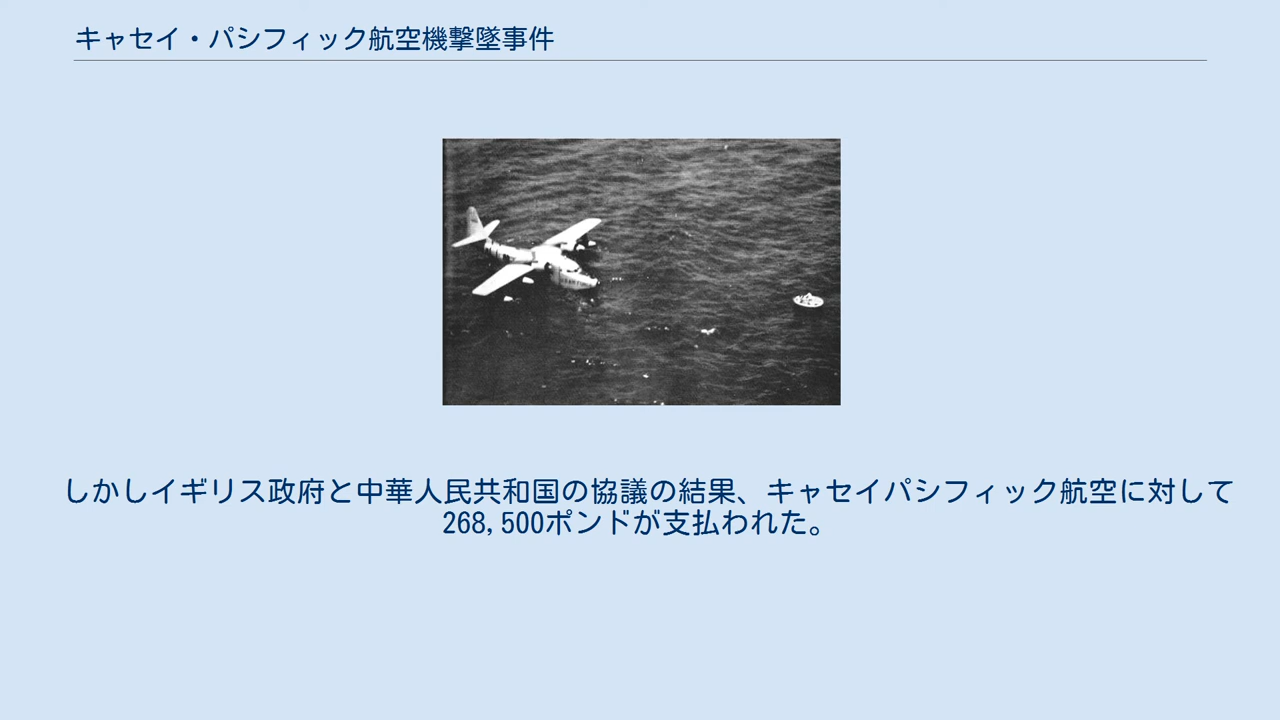 キャセイ・パシフィック航空機撃墜事件
しかしイギリス政府と中華人民共和国の協議の結果、キャセイパシフィック航空に対して
268,500ポンドが支払われた。